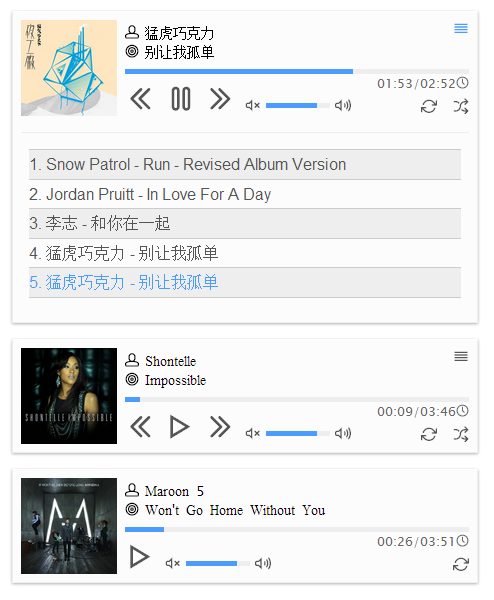 猛虎巧克力
别让我孤单
01:53/02:52
1. Snow Patrol - Run - Revised Album Version
2. Jordan Pruitt - In Love For A Day
3. 李志 - 和你在一起
4. 猛虎巧克力 - 别让我孤单
5. 猛虎巧克力 - 别让我孤单
Shontelle
Impossible
SHONTELLE IMPOSSIBLE
00:09/03:46
Maroon 5
Won't Go Home Without You
00:26/03:51